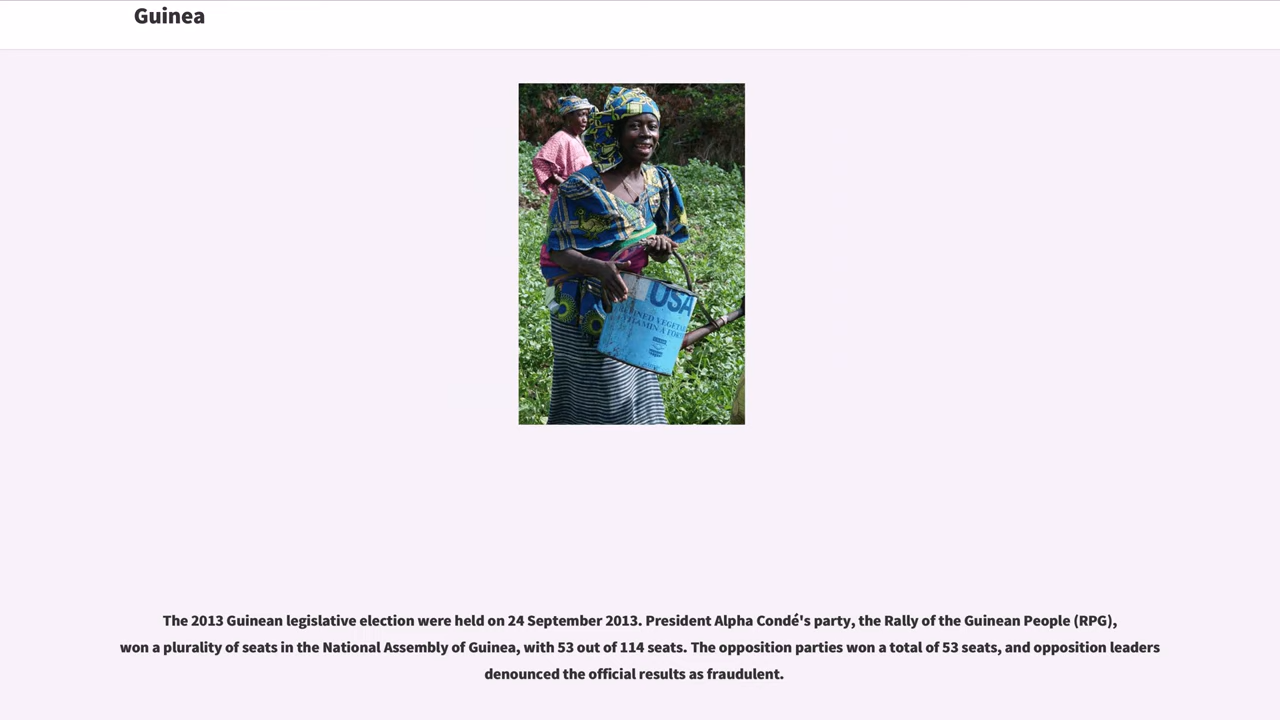 Guinea
USA
VITAMIN A
The 2013 Guinean legislative election were held on 24 September 2013. President Alpha Condé's party, the Rally of the Guinean People (RPG),
won a plurality of seats in the National Assembly of Guinea, with 53 out of 114 seats. The opposition parties won a total of 53 seats, and opposition leaders
denounced the official results as fraudulent.